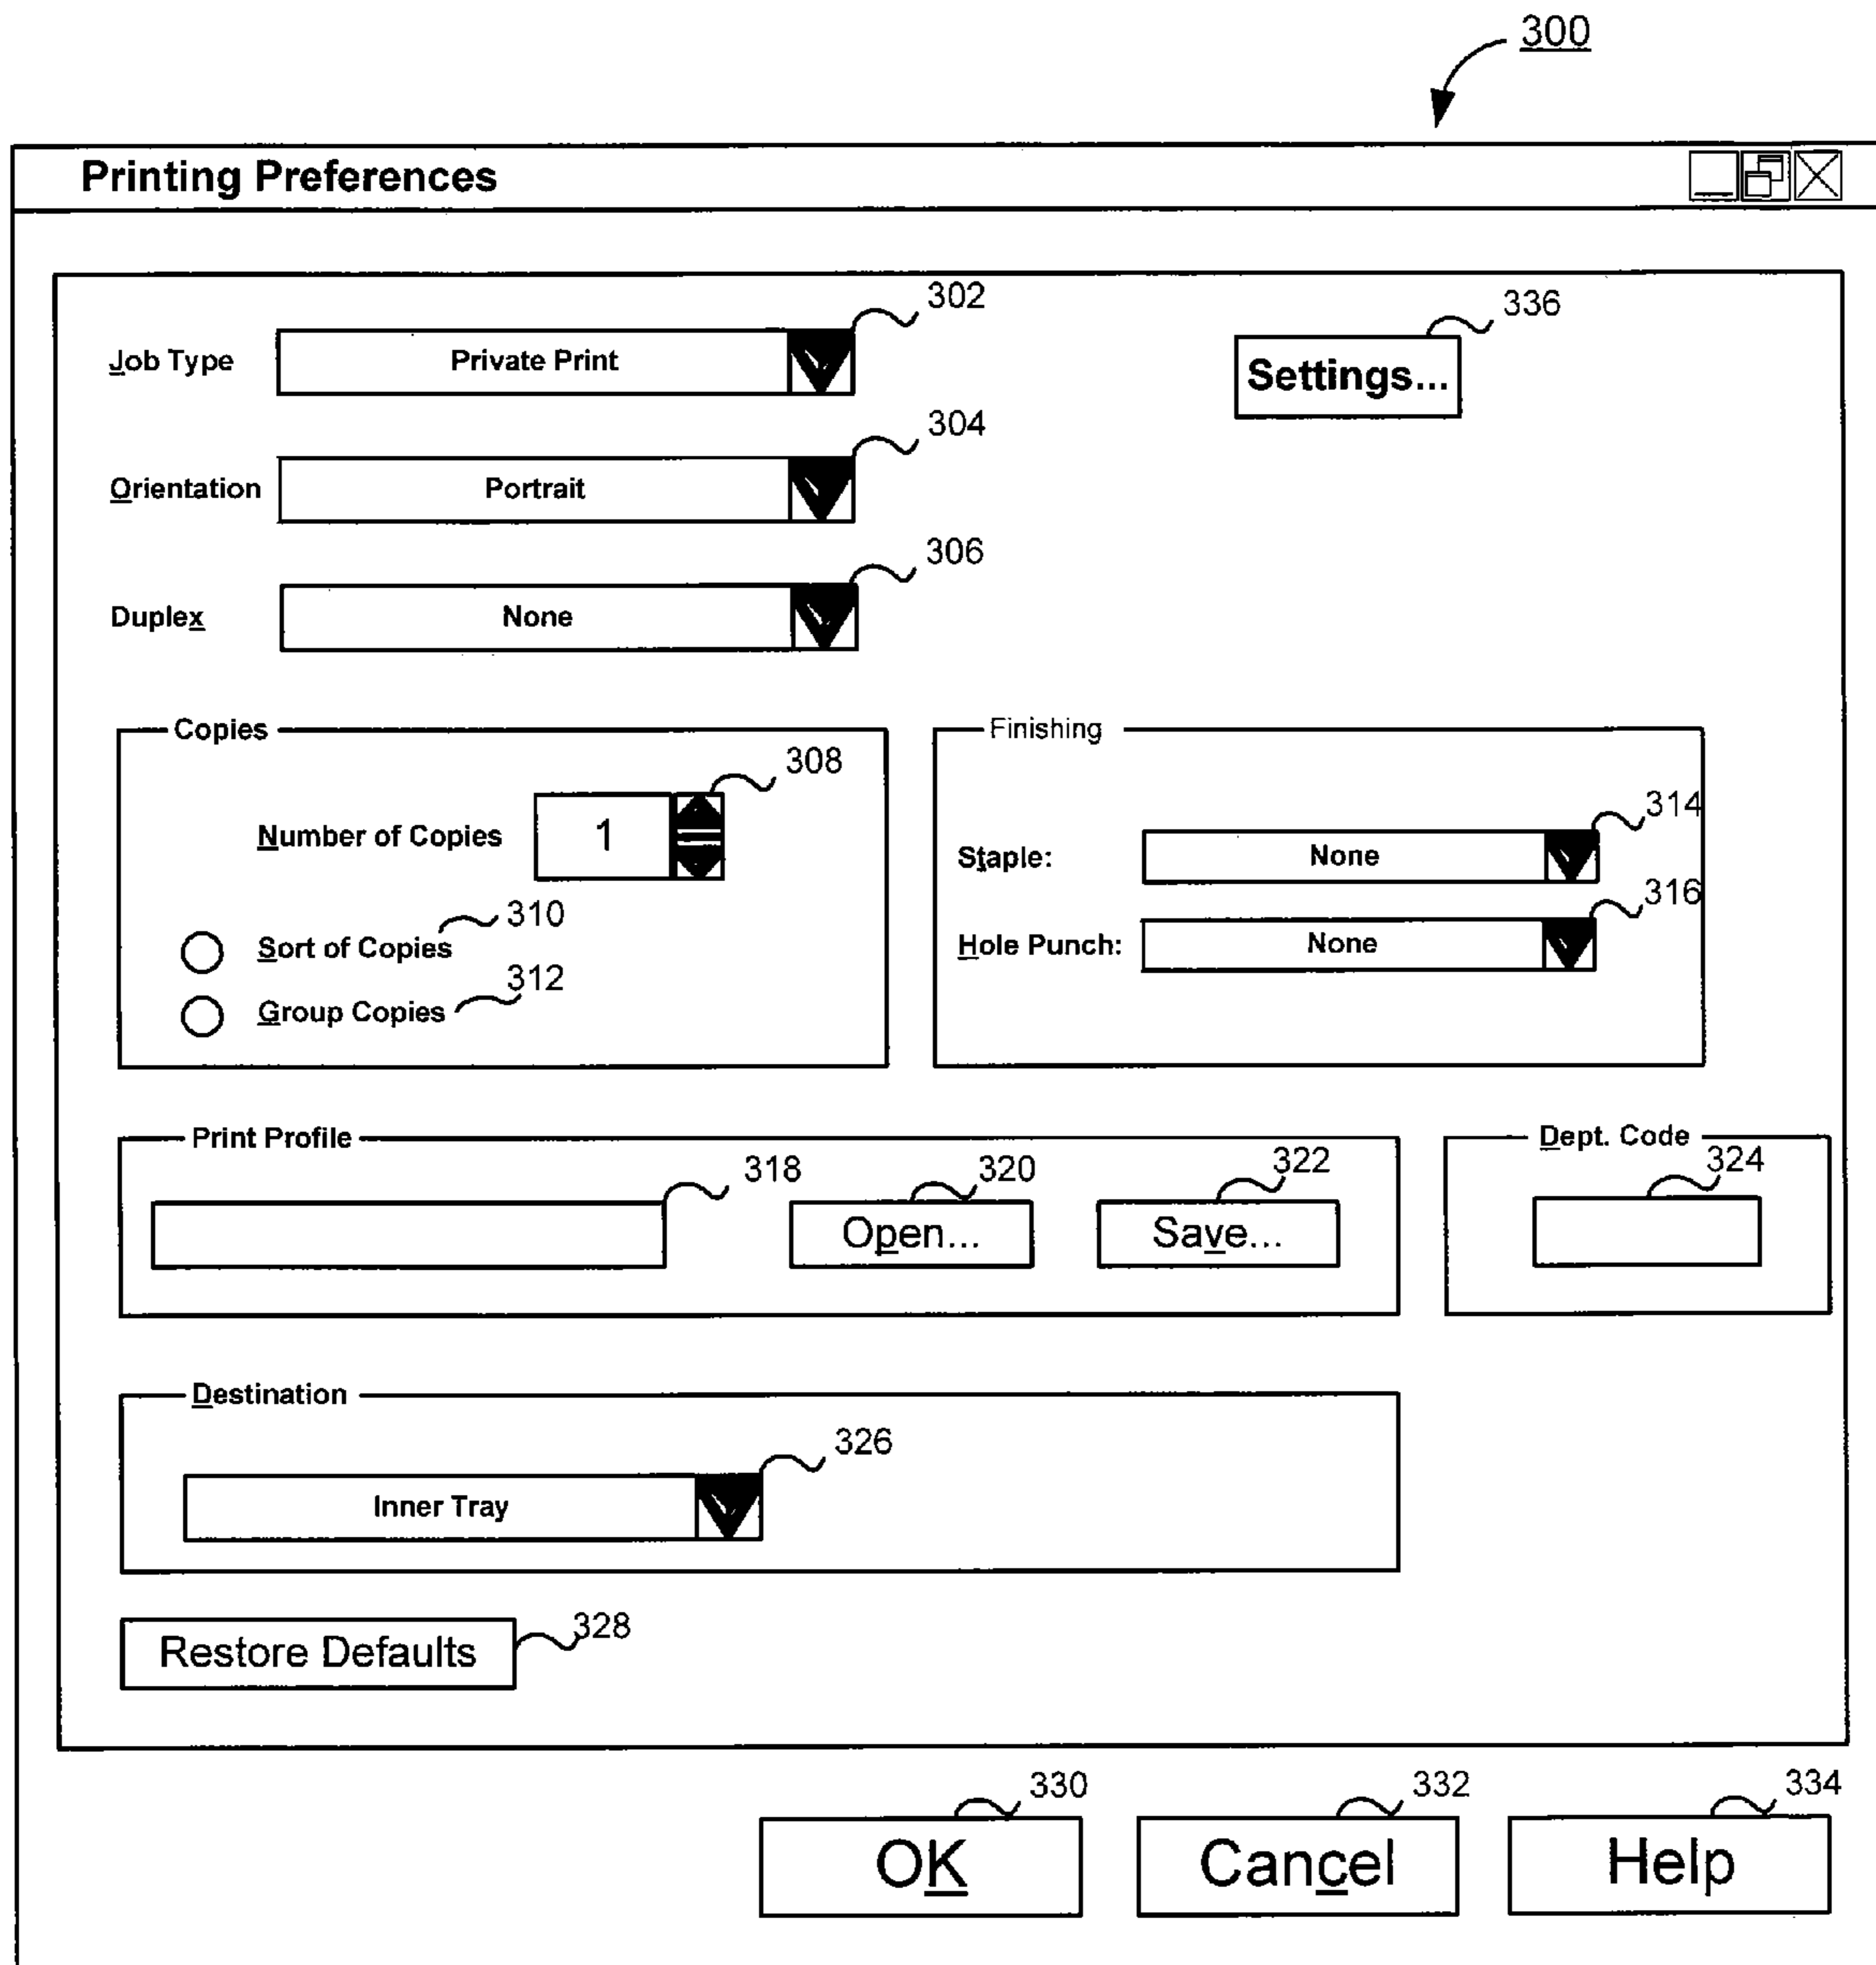 300
Printing Preferences
302
336
Job Type
Private Print
Settings...
304
Orientation
Portrait
306
Duplex
None
Copies
308
Number of Copies
1
310
Sort of Copies
312
Group Copies
Finishing
314
Staple:
None
316
Hole Punch:
None
Print Profile
318
320
322
Open...
Save...
Dept. Code
324
Destination
326
Inner Tray
Restore Defaults
328
330
332
334
OK
Cancel
Help